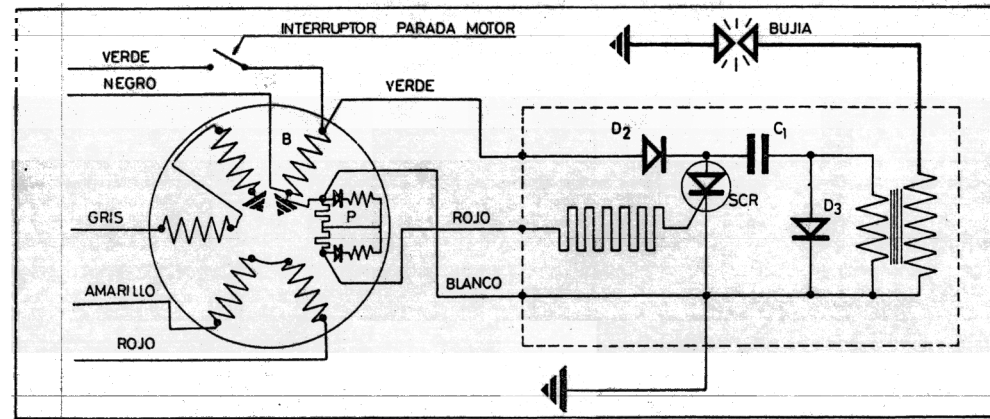 INTERRUPTOR PARADA MOTOR
BUJIA
VERDE
NEGRO
VERDE
B
D2
C1
P
SCR
D3
GRIS
ROJO
AMARILLO
BLANCO
ROJO